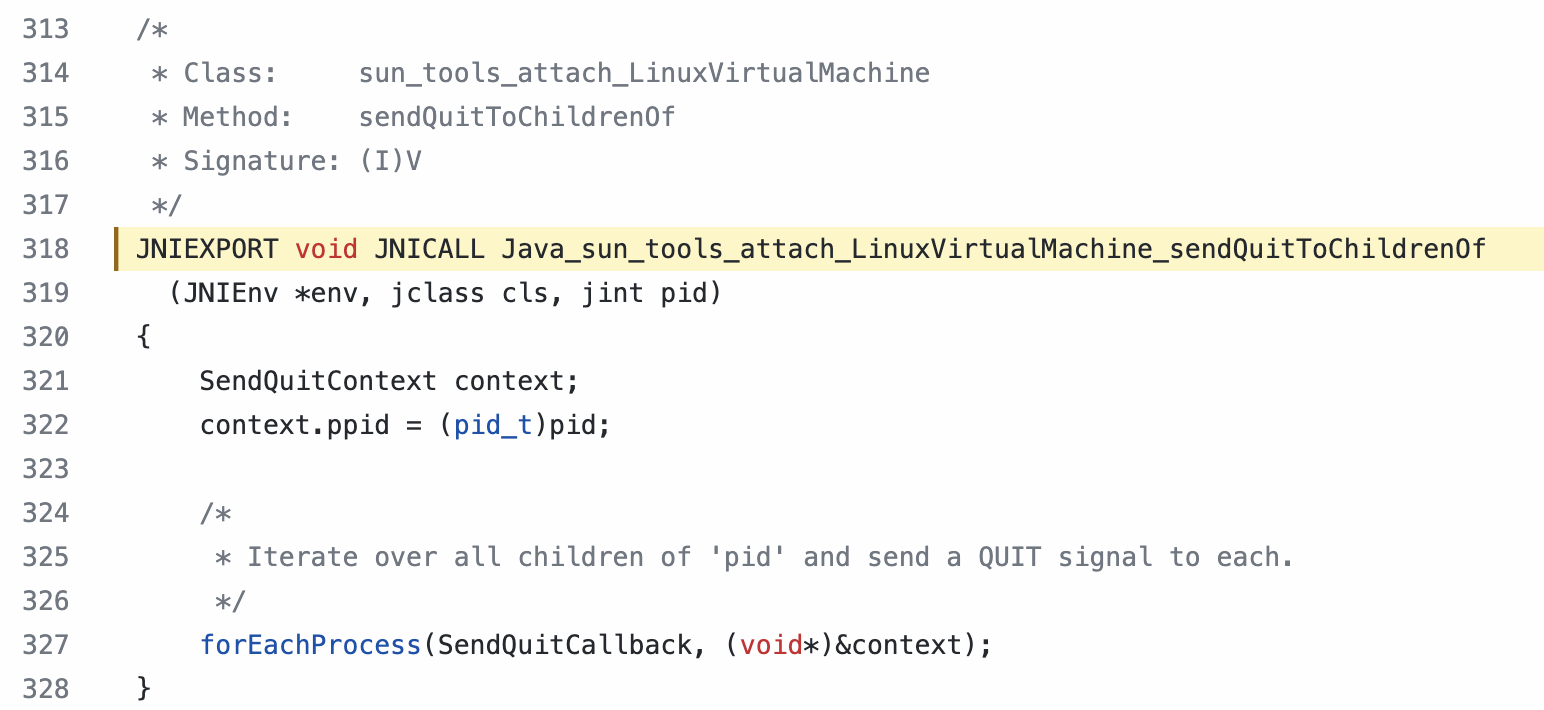 313 /*
314 * Class: sun_tools_attach_LinuxVirtualMachine
315 * Method: sendQuitToChildrenOf
316 * Signature: (I)V
317 */
318 JNIEXPORT void JNICALL Java_sun_tools_attach_LinuxVirtualMachine_sendQuitToChildrenOf
319 (JNIEnv *env, jclass cls, jint pid)
320 {
321 SendQuitContext context;
322 context.ppid = (pid_t)pid;
323
324 /*
325 * Iterate over all children of 'pid' and send a QUIT signal to each.
326 */
327 forEachProcess(SendQuitCallback, (void*)&context);
328 }